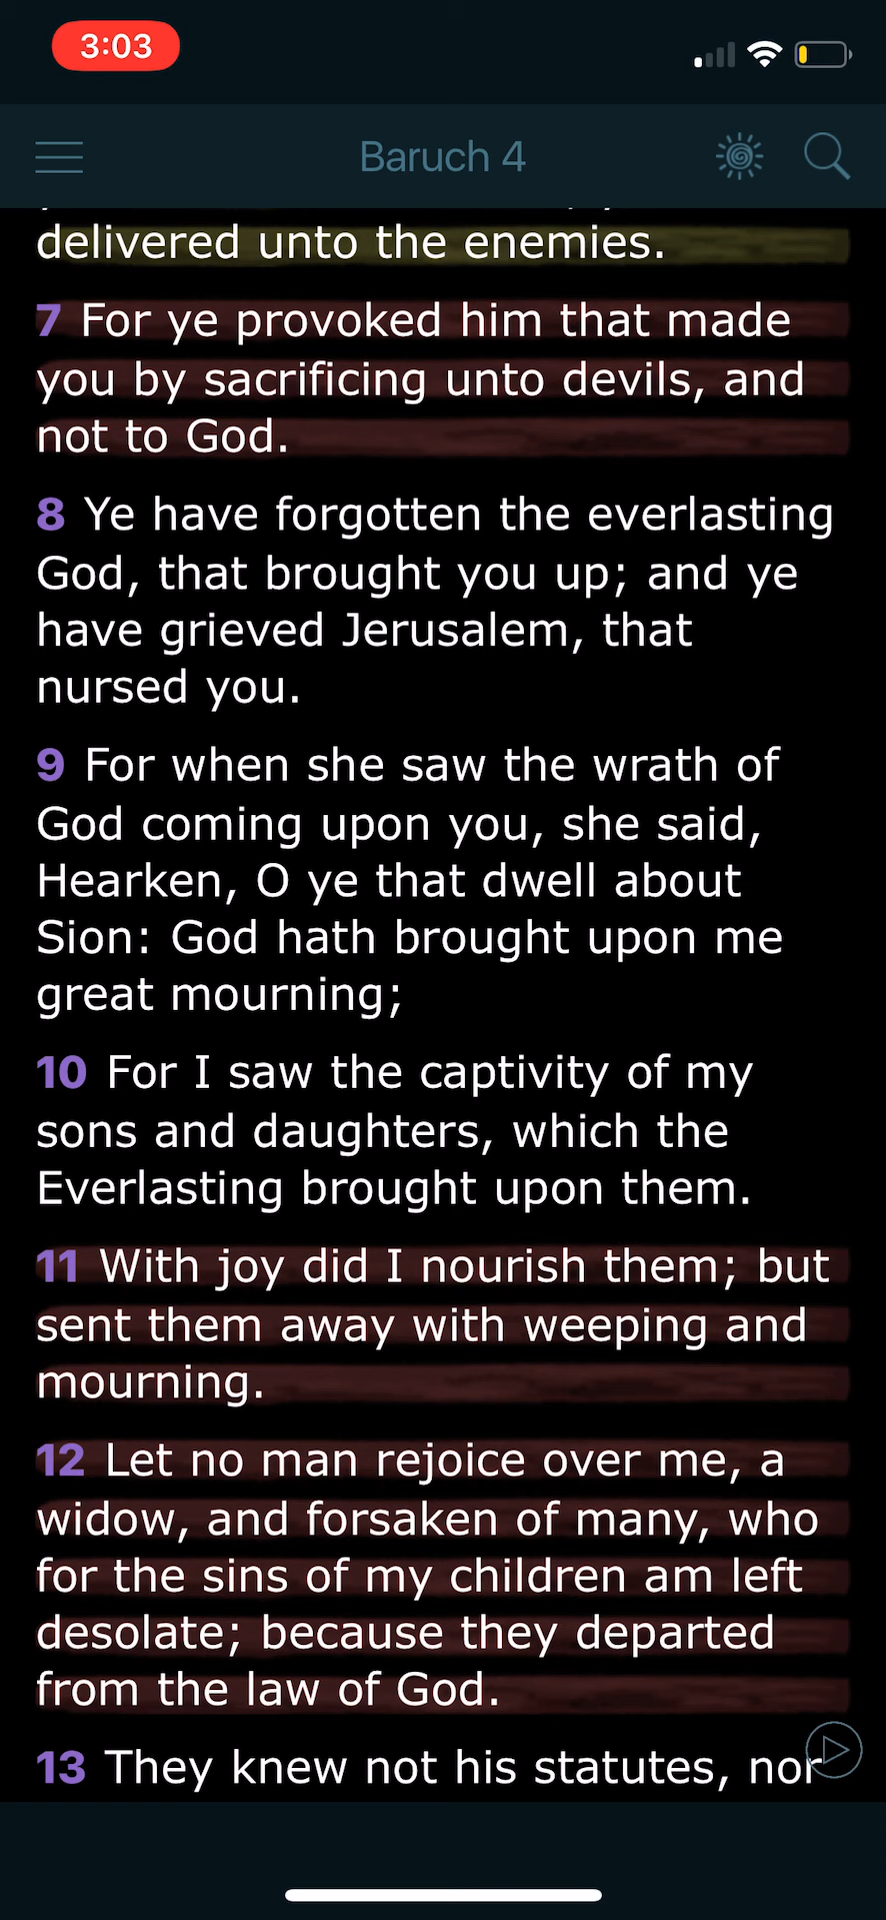 3:03
Baruch 4
delivered unto the enemies.
7 For ye provoked him that made
you by sacrificing unto devils, and
not to God.
8 Ye have forgotten the everlasting
God, that brought you up; and ye
have grieved Jerusalem, that
nursed you.
9 For when she saw the wrath of
God coming upon you, she said,
Hearken, O ye that dwell about
Sion: God hath brought upon me
great mourning;
10 For I saw the captivity of my
sons and daughters, which the
Everlasting brought upon them.
11 With joy did I nourish them; but
sent them away with weeping and
mourning.
12 Let no man rejoice over me, a
widow, and forsaken of many, who
for the sins of my children am left
desolate; because they departed
from the law of God.
13 They knew not his statutes, nor